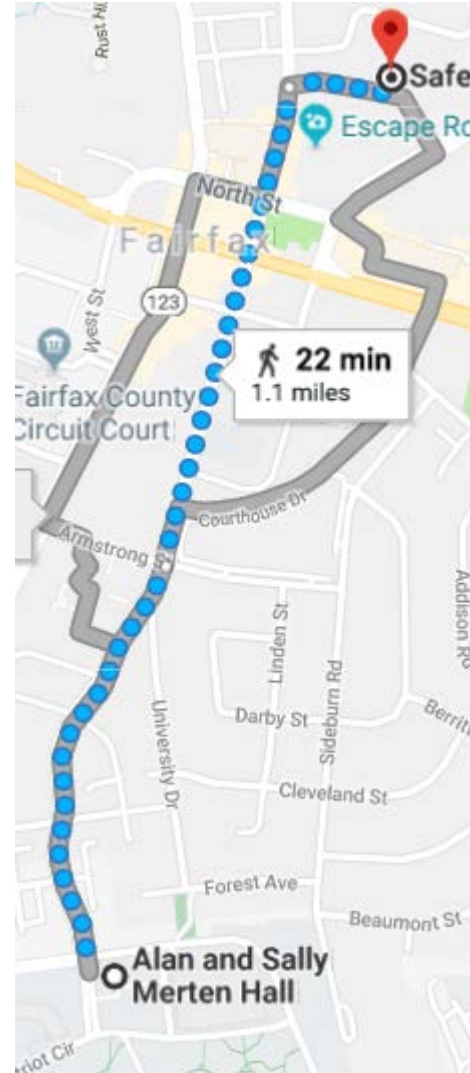 Rust Hi
Safe
Escape Ro
North St
Fairfax
123
West St
22 min
1.1 miles
Fairfax County
Circuit Court
Courthouse Dr
Armstrong St
Addison Rd
Linden St
Sideburn Rd
University Dr
Darby St
Berriti
Cleveland St
Forest Ave
Beaumont St
Alan and Sally
Merten Hall
riot Cir